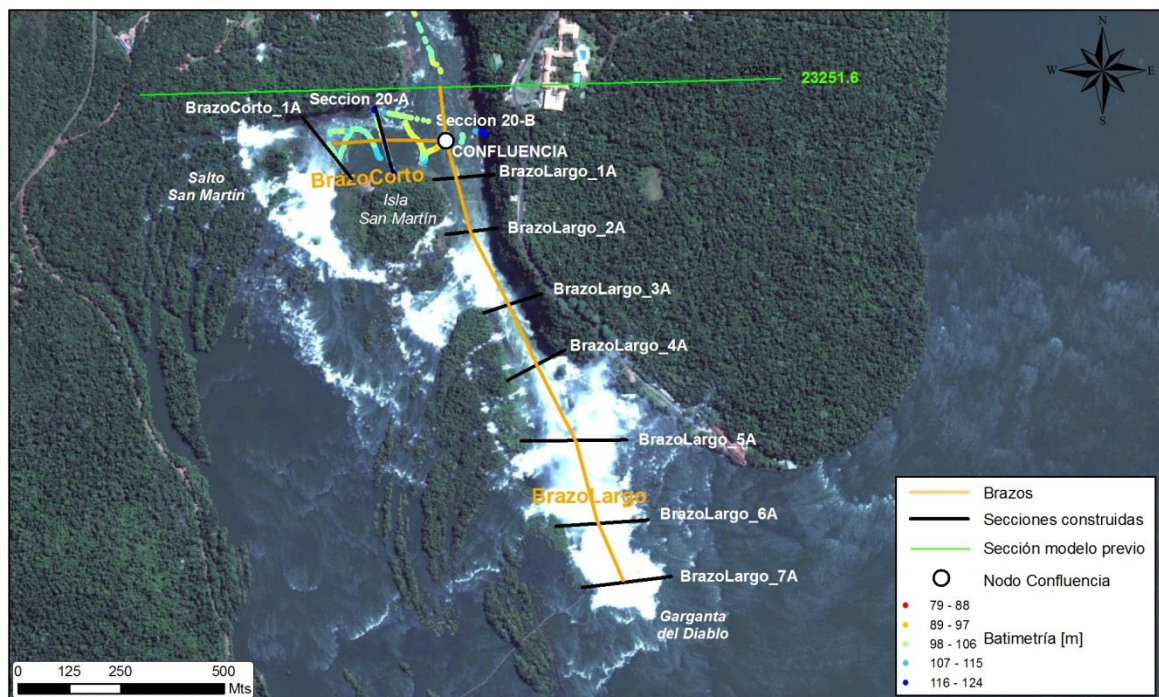 N
W
E
S
23251.6
23251.6
BrazoCorto_1A
Seccion 20-A
Seccion 20-B
CONFLUENCIA
BrazoLargo_1A
Salto
San Martín
BrazoCorto
Isla
San Martín
BrazoLargo_2A
BrazoLargo_3A
BrazoLargo_4A
BrazoLargo_5A
BrazoLargo
BrazoLargo_6A
BrazoLargo_7A
Garganta
del Diablo
Brazos
Secciones construidas
Sección modelo previo
Nodo Confluencia
79 - 88
89 - 97
98 - 106
107 - 115
116 - 124
Batimetría [m]
0 125 250 500
Mts